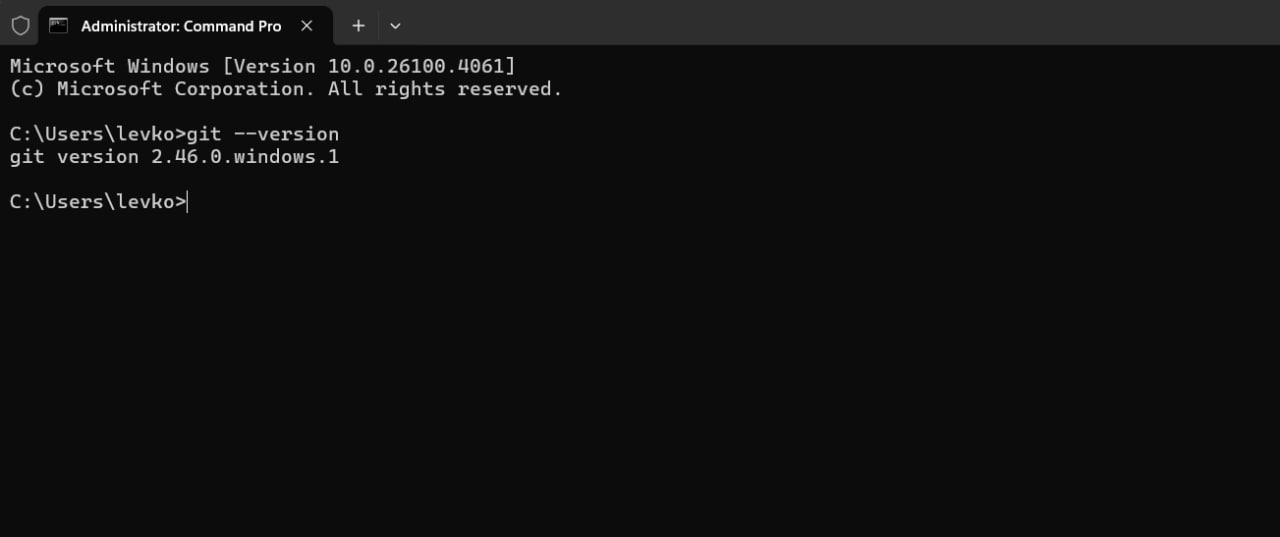 Administrator: Command Pro
Microsoft Windows [Version 10.0.26100.4061]
(c) Microsoft Corporation. All rights reserved.
C:\Users\levko>git --version
git version 2.46.0.windows.1
C:\Users\levko>